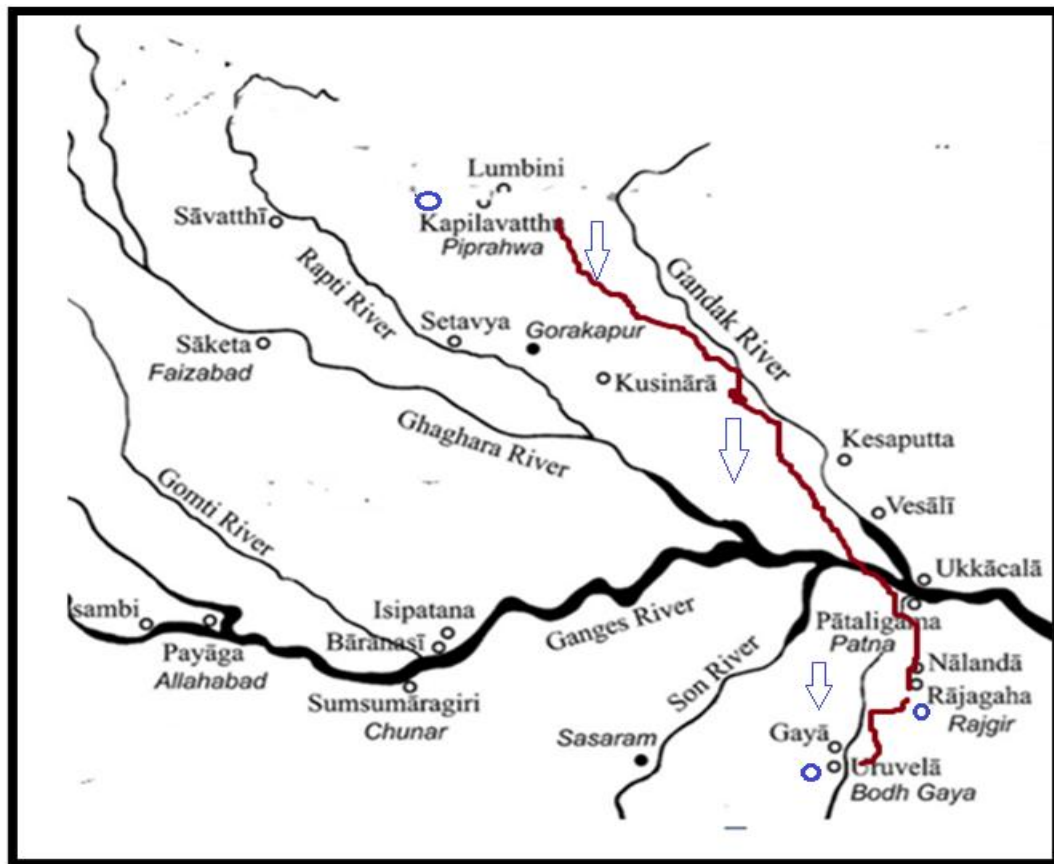 Lumbini
Kapilavatthu
Piprahwa
Sāvatthī
Rapti River
Gandak River
Setavya
Gorakapur
Sāketa
Faizabad
Kusinārā
Ghaghara River
Kesaputta
Gomti River
Vesālī
Ukkācalā
Isipatana
Ganges River
sambi
Bārāṇasī
Pātaligāma
Patna
Payāga
Allahabad
Son River
Nālandā
Rājagaha
Rajgir
Sumsumāragiri
Chunar
Sasaram
Gayā
Uruvelā
Bodh Gaya